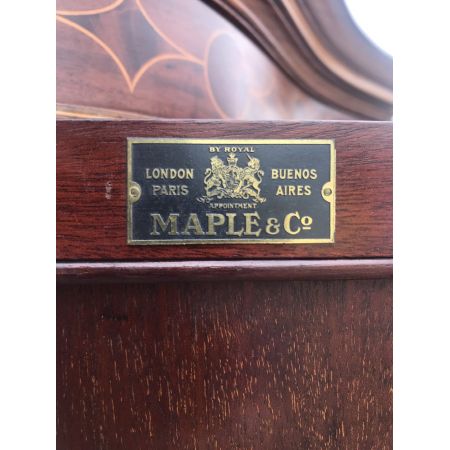 BY ROYAL
LONDON BUENOS
PARIS AIRES
APPOINTMENT
MAPLE & Co